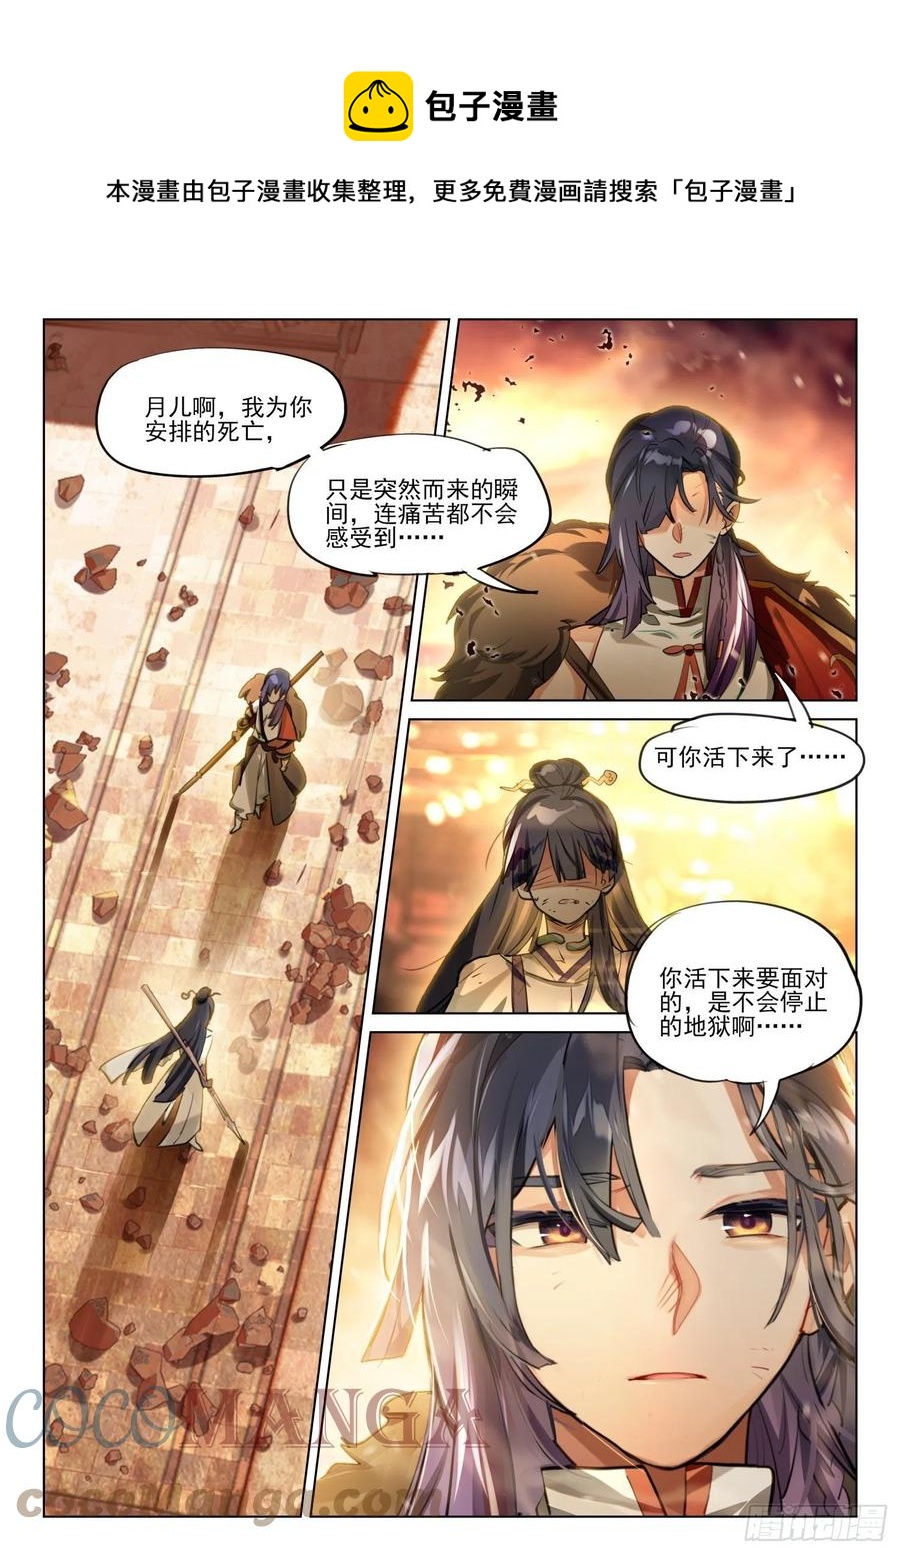 包子漫畫
本漫畫由包子漫畫收集整理，更多免費漫画請搜索「包子漫畫」
月儿啊，我为你
安排的死亡，
只是突然而来的瞬
间，连痛苦都不会
感受到⋯⋯
可你活下来了⋯⋯
你活下来要面对
的，是不会停止
的地狱啊⋯⋯
COCOMANGA
cocomanga.com
腾讯动漫